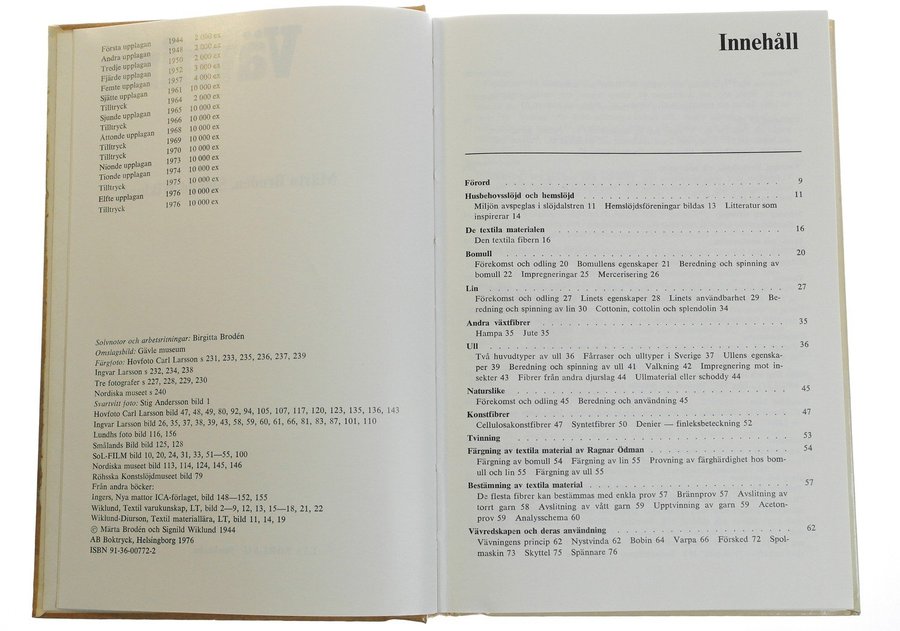 Första upplagan 1944 2 000 ex
Andra upplagan 1948 3 000 ex
Tredje upplagan 1950 2 000 ex
Fjärde upplagan 1952 3 000 ex
Femte upplagan 1957 4 000 ex
Sjätte upplagan 1961 10 000 ex
Tilltryck 1964 2 000 ex
Sjunde upplagan 1965 10 000 ex
Tilltryck 1966 10 000 ex
Åttonde upplagan 1968 10 000 ex
Tilltryck 1969 10 000 ex
Tilltryck 1970 10 000 ex
Nionde upplagan 1973 10 000 ex
Tionde upplagan 1974 10 000 ex
Tilltryck 1975 10 000 ex
Elfte upplagan 1976 10 000 ex
Tilltryck 1976 10 000 ex
Solvnotor och arbetsritningar: Birgitta Brodén
Omslagsbild: Gävle museum
Färgfoto: Hovfoto Carl Larsson s 231, 233, 235, 236, 237, 239
Ingvar Larsson s 232, 234, 238
Tre fotografer s 227, 228, 229, 230
Nordiska museet s 240
Svartvitt foto: Stig Andersson bild 1
Hovfoto Carl Larsson bild 47, 48, 49, 80, 92, 94, 105, 107, 117, 120, 123, 135, 136, 143
Ingvar Larsson bild 26, 35, 37, 38, 39, 43, 58, 59, 60, 61, 66, 81, 83, 87, 101, 110
Lundhs foto bild 116, 156
Smålands Bild bild 125, 128
SöL-FILM bild 10, 20, 24, 31, 33, 51—55, 100
Nordiska museet bild 113, 114, 124, 145, 146
Röhsska Konstslöjdmuseet bild 79
Från andra böcker:
Ingers, Nya mattor ICA-förlaget, bild 148—152, 155
Wiklund, Textil varukunskap, LT, bild 2—9, 12, 13, 15—18, 21, 22
Wiklund-Diurson, Textil materiallära, LT, bild 11, 14, 19
© Märta Brodén och Signild Wiklund 1944
AB Boktryck, Helsingborg 1976
ISBN 91-36-00772-2
Innehåll
Förord . . . . . . . . . . . . . . . . . . . . 9
Husbehovsslöjd och hemslöjd . . . . . . . . . . . . . . . 11
Miljön avspeglas i slöjdalstren 11 Hemslöjdsföreningar bildas 13 Litteratur som
inspirerar 14
De textila materialen . . . . . . . . . . . . . . . . . 16
Den textila fibern 16
Bomull . . . . . . . . . . . . . . . . . . . . 20
Förekomst och odling 20 Bomullens egenskaper 21 Beredning och spinning av
bomull 22 Impregneringar 25 Mercerisering 26
Lin . . . . . . . . . . . . . . . . . . . . 27
Förekomst och odling 27 Linets egenskaper 28 Linets användbarhet 29 Be-
redning och spinning av lin 30 Cottonin, cottolin och splendolin 34
Andra växtfibrer . . . . . . . . . . . . . . . . . . 35
Hampa 35 Jute 35
Ull . . . . . . . . . . . . . . . . . . . . 36
Två huvudtyper av ull 36 Fårraser och ulltyper i Sverige 37 Ullens egenska-
per 39 Beredning och spinning av ull 41 Valkning 42 Impregnering mot in-
sekter 43 Fibrer från andra djurslag 44 Ullmaterial eller schoddy 44
Natursilke . . . . . . . . . . . . . . . . . . . 45
Förekomst och odling 45 Beredning och användning 45
Konstfibrer . . . . . . . . . . . . . . . . . . . 47
Cellulosakonstfibrer 47 Syntetfibrer 50 Denier — finleksbeteckning 52
Tvinning . . . . . . . . . . . . . . . . . . . . 53
Färgning av textila material av Ragnar Ödman . . . . . . . . . 54
Färgning av bomull 54 Färgning av lin 55 Provning av färghärdighet hos bom-
ull och lin 55 Färgning av ull 55
Bestämning av textila material . . . . . . . . . . . . . . 57
De flesta fibrer kan bestämmas med enkla prov 57 Brännprov 57 Avslitning av
torrt garn 58 Avslitning av vått garn 59 Upptvinning av garn 59 Aceton-
prov 59 Analysschema 60
Vävredskapen och deras användning . . . . . . . . . . . . 62
Vävningens princip 62 Nystvinda 62 Bobin 64 Varpa 66 Försked 72 Spol-
maskin 73 Skyttel 75 Spännare 76